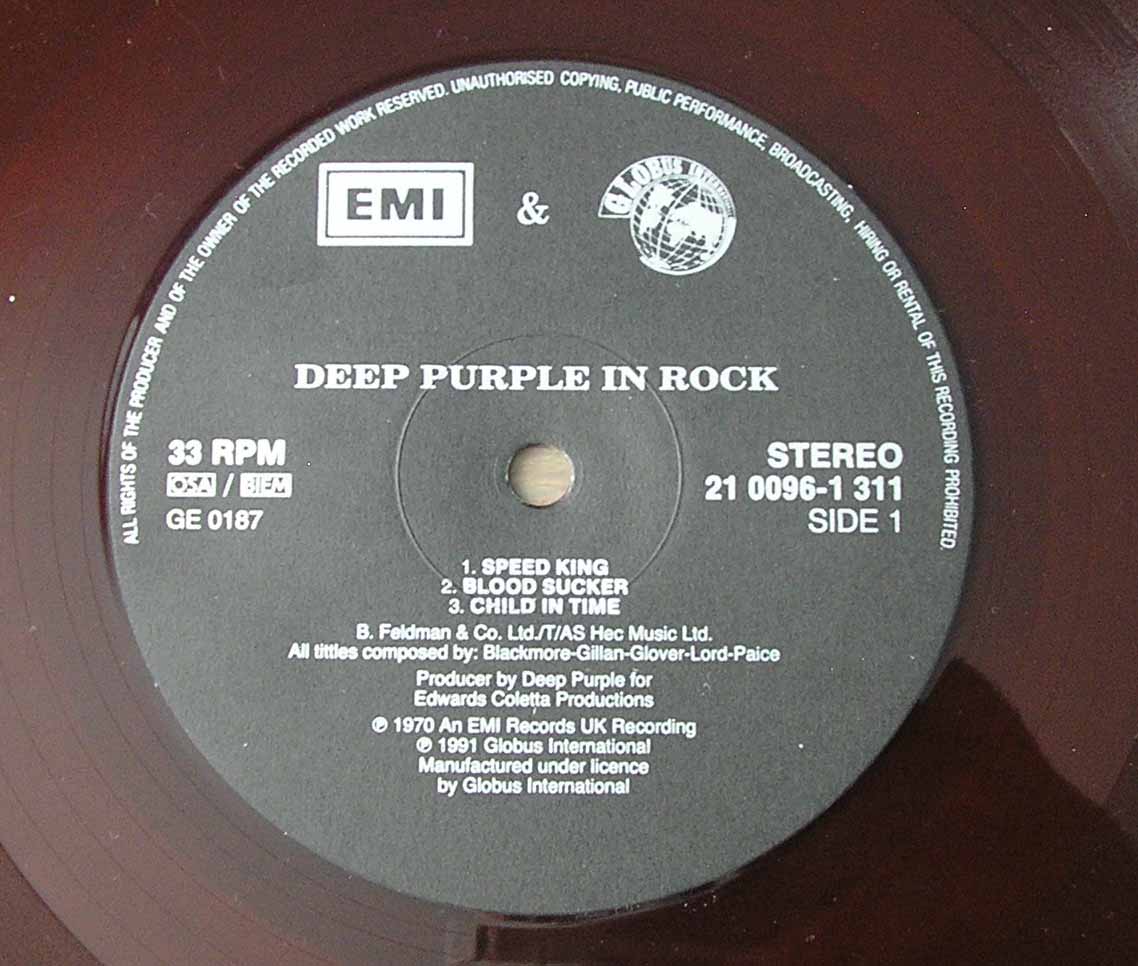 ALL RIGHTS OF THE PRODUCER AND OF THE OWNER OF THE RECORDED WORK RESERVED. UNAUTHORISED COPYING, PUBLIC PERFORMANCE, BROADCASTING, HIRING OR RENTAL OF THIS RECORDING PROHIBITED.
EMI & GLOBUS INTERNATIONAL
DEEP PURPLE IN ROCK
33 RPM
OSA / BIEM
GE 0187
STEREO
21 0096-1 311
SIDE 1
1. SPEED KING
2. BLOOD SUCKER
3. CHILD IN TIME
B. Feldman & Co. Ltd./T/AS Hec Music Ltd.
All tittles composed by: Blackmore-Gillan-Glover-Lord-Paice
Producer by Deep Purple for
Edwards Coletta Productions
℗ 1970 An EMI Records UK Recording
℗ 1991 Globus International
Manufactured under licence
by Globus International